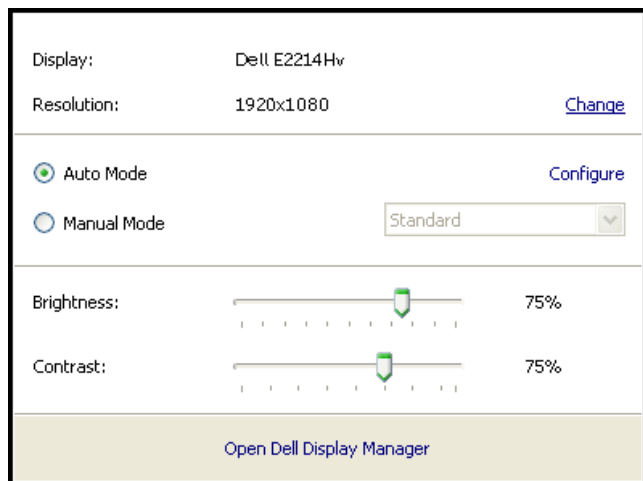 Display: Dell E2214Hv
Resolution: 1920x1080 Change
Auto Mode Configure
Manual Mode Standard
Brightness: 75%
Contrast: 75%
Open Dell Display Manager